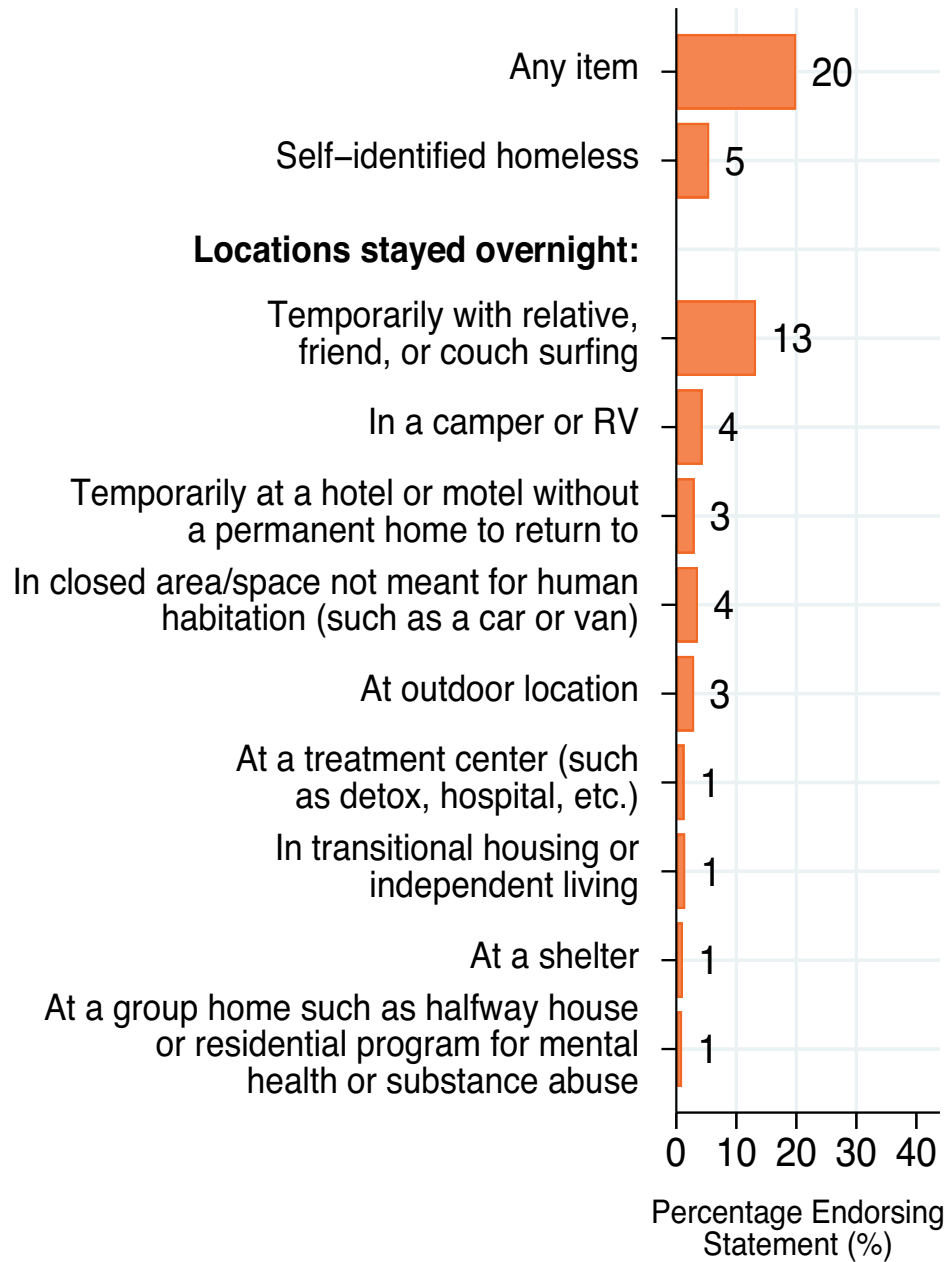 Any item
20
Self–identified homeless
5
Locations stayed overnight:
Temporarily with relative,
friend, or couch surfing
13
In a camper or RV
4
Temporarily at a hotel or motel without
a permanent home to return to
3
In closed area/space not meant for human
habitation (such as a car or van)
4
At outdoor location
3
At a treatment center (such
as detox, hospital, etc.)
1
In transitional housing or
independent living
1
At a shelter
1
At a group home such as halfway house
or residential program for mental
health or substance abuse
1
0 10 20 30 40
Percentage Endorsing
Statement (%)